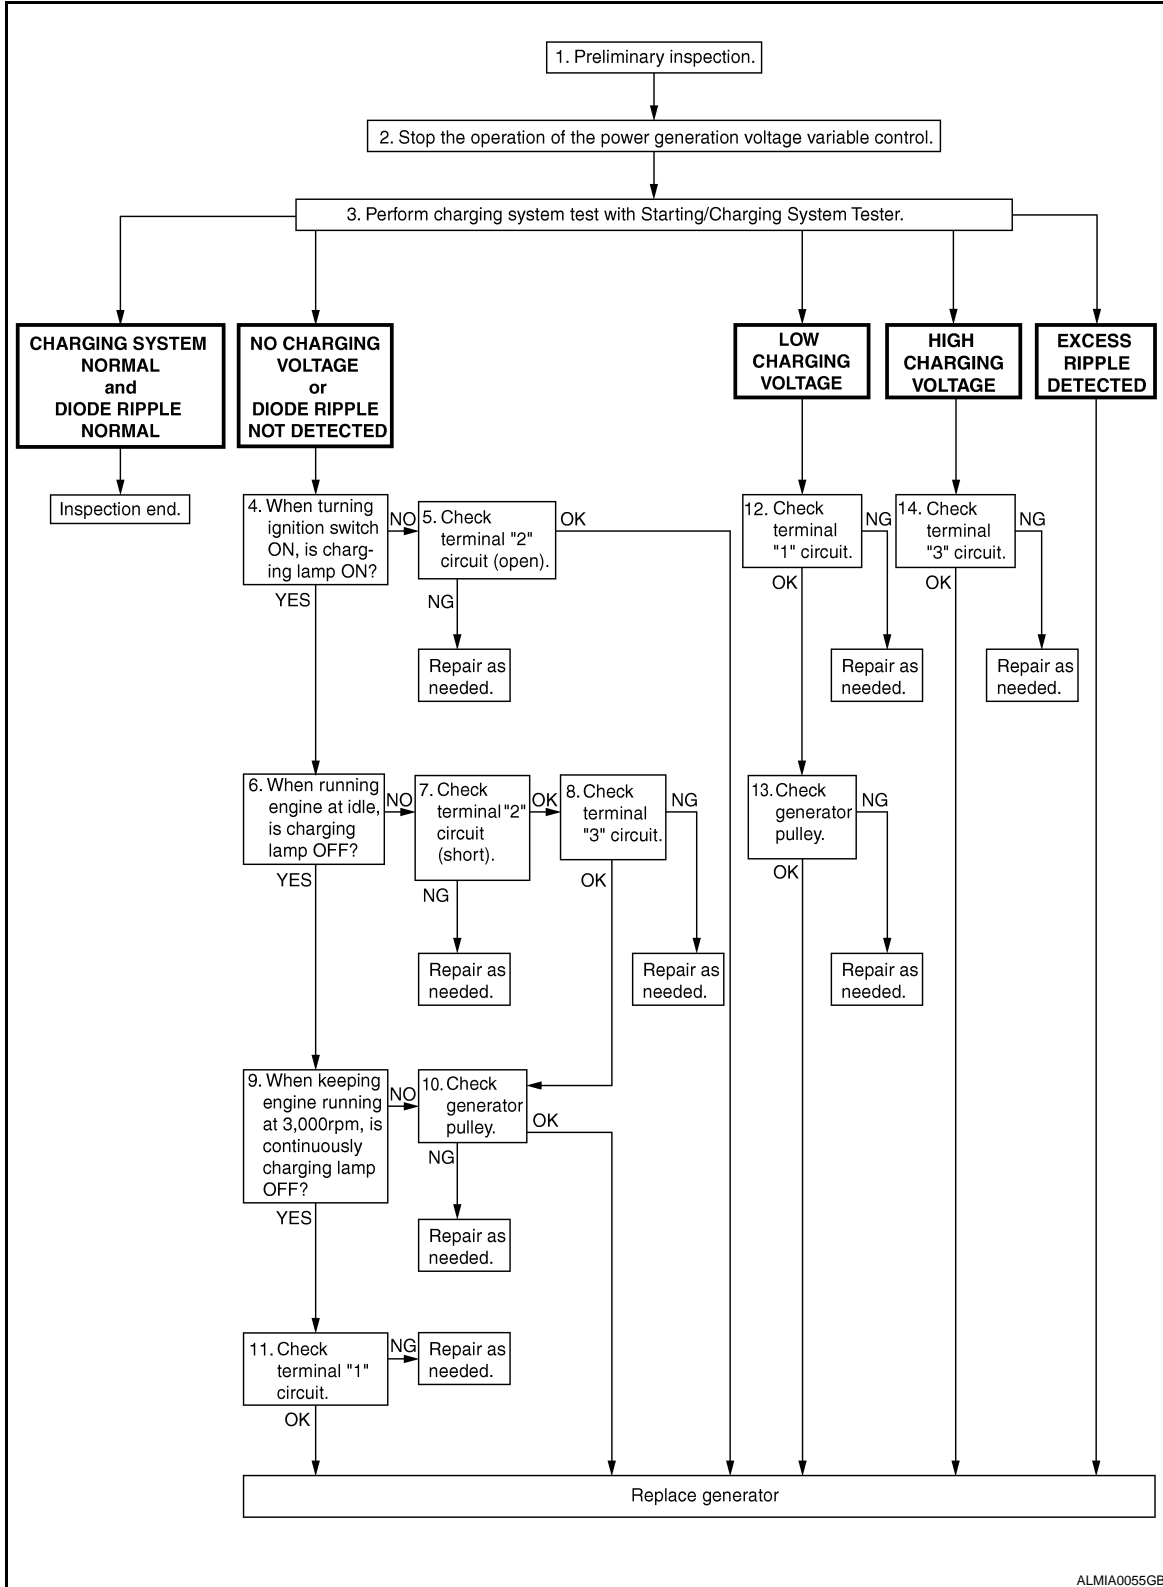 1. Preliminary inspection.
2. Stop the operation of the power generation voltage variable control.
3. Perform charging system test with Starting/Charging System Tester.
CHARGING SYSTEM
NORMAL
and
DIODE RIPPLE
NORMAL
NO CHARGING
VOLTAGE
or
DIODE RIPPLE
NOT DETECTED
LOW
CHARGING
VOLTAGE
HIGH
CHARGING
VOLTAGE
EXCESS
RIPPLE
DETECTED
Inspection end.
4. When turning
ignition switch
ON, is charg-
ing lamp ON?
NO
YES
5. Check
terminal "2"
circuit (open).
OK
NG
Repair as
needed.
12. Check
terminal
"1" circuit.
NG
OK
Repair as
needed.
14. Check
terminal
"3" circuit.
NG
OK
Repair as
needed.
6. When running
engine at idle,
is charging
lamp OFF?
NO
YES
7. Check
terminal "2"
circuit
(short).
OK
NG
Repair as
needed.
8. Check
terminal
"3" circuit.
NG
OK
Repair as
needed.
13. Check
generator
pulley.
NG
OK
Repair as
needed.
9. When keeping
engine running
at 3,000rpm, is
continuously
charging lamp
OFF?
NO
YES
10. Check
generator
pulley.
OK
NG
Repair as
needed.
11. Check
terminal "1"
circuit.
NG
OK
Repair as
needed.
Replace generator
ALMIA0055GB